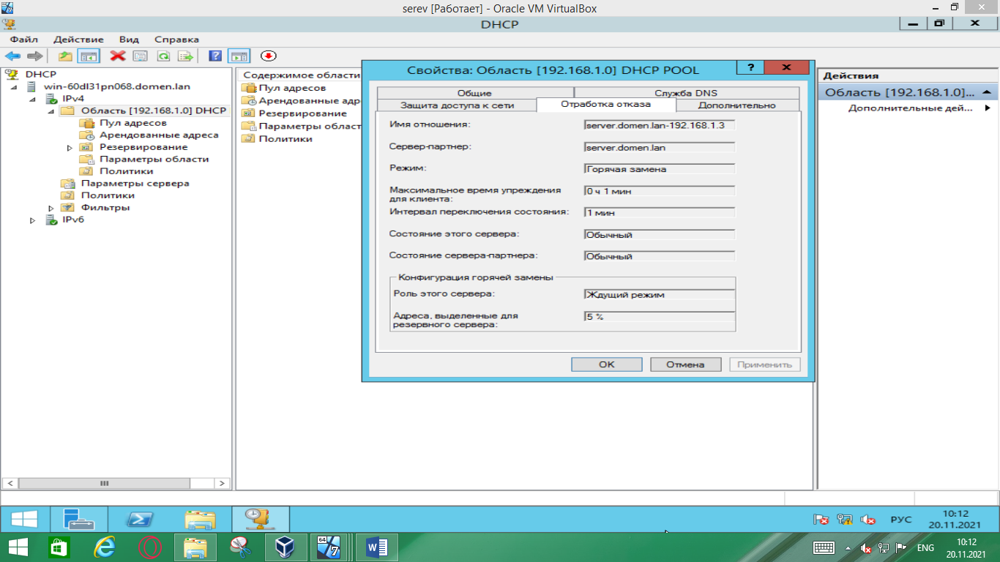 serev [Работает] - Oracle VM VirtualBox
DHCP
Файл Действие Вид Справка
DHCP
win-60dl31pn068.domen.lan
IPv4
Область [192.168.1.0] DHCP
Пул адресов
Арендованные адреса
Резервирование
Параметры области
Политики
Параметры сервера
Политики
Фильтры
IPv6
Содержимое области
Пул адресов
Арендованные адр
Резервирование
Параметры област
Политики
Свойства: Область [192.168.1.0] DHCP POOL
Общие Служба DNS
Защита доступа к сети Отработка отказа Дополнительно
Имя отношения: server.domen.lan-192.168.1.3
Сервер-партнер: server.domen.lan
Режим: Горячая замена
Максимальное время упреждения
для клиента: 0 ч 1 мин
Интервал переключения состояния: 1 мин
Состояние этого сервера: Обычный
Состояние сервера-партнера: Обычный
Конфигурация горячей замены
Роль этого сервера: Ждущий режим
Адреса, выделенные для
резервного сервера: 5 %
OK Отмена Применить
Действия
Область [192.168.1.0]...
Дополнительные дей...
РУС
10:12
20.11.2021
64
ENG
10:12
20.11.2021